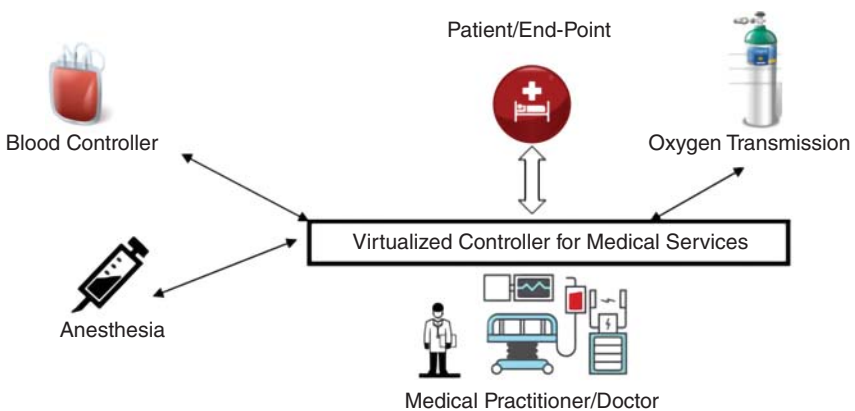 Patient/End-Point
Blood Controller
Oxygen Transmission
Virtualized Controller for Medical Services
Anesthesia
Medical Practitioner/Doctor